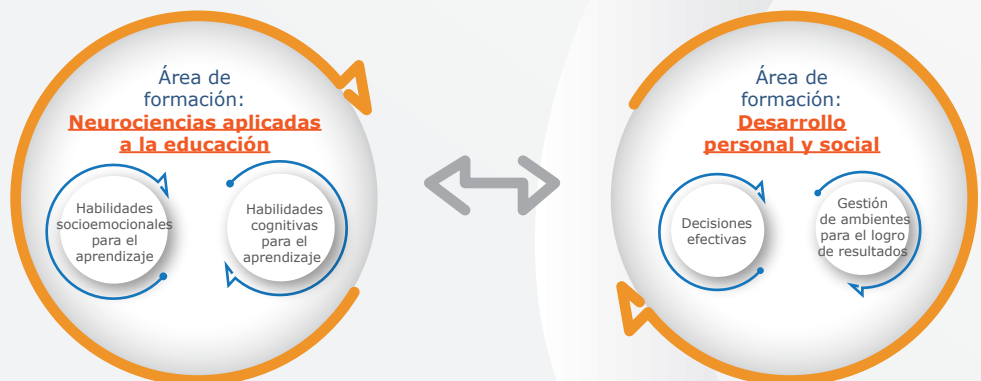 Área de
formación:
Neurociencias aplicadas
a la educación
Habilidades
socioemocionales
para el
aprendizaje
Habilidades
cognitivas
para el
aprendizaje
Área de
formación:
Desarrollo
personal y social
Decisiones
efectivas
Gestión
de ambientes
para el logro
de resultados